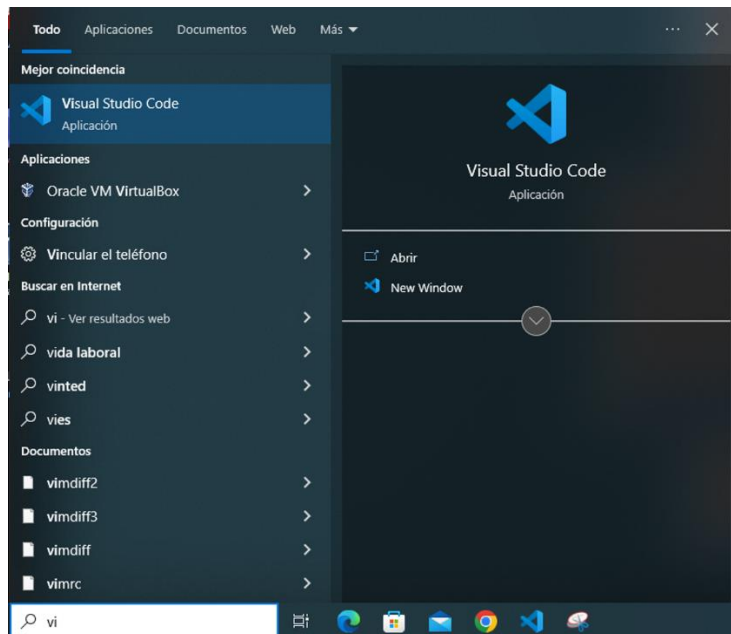 Todo Aplicaciones Documentos Web Más
Mejor coincidencia
Visual Studio Code
Aplicación
Aplicaciones
Oracle VM VirtualBox
Configuración
Vincular el teléfono
Buscar en Internet
vi - Ver resultados web
vida laboral
vinted
vies
Documentos
vimdiff2
vimdiff3
vimdiff
vimrc
vi
Visual Studio Code
Aplicación
Abrir
New Window